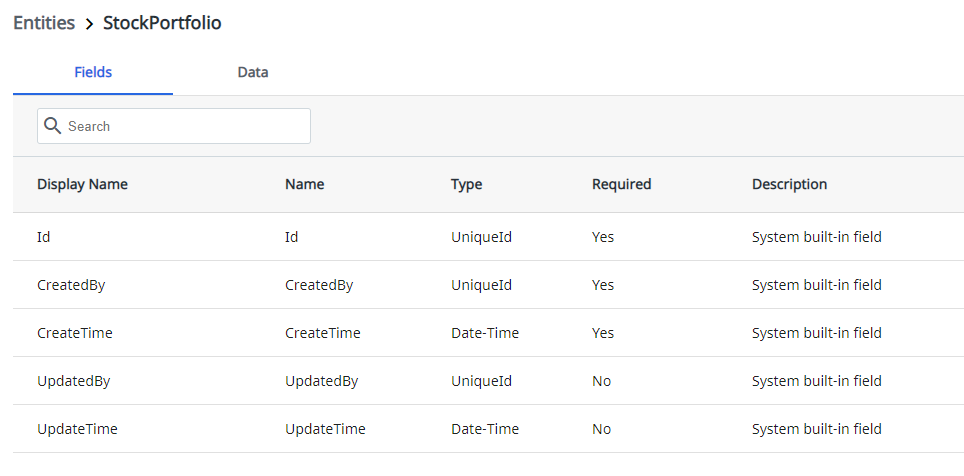 Entities > StockPortfolio
Fields Data
Search
Display Name Name Type Required Description
Id Id UniqueId Yes System built-in field
CreatedBy CreatedBy UniqueId Yes System built-in field
CreateTime CreateTime Date-Time Yes System built-in field
UpdatedBy UpdatedBy UniqueId No System built-in field
UpdateTime UpdateTime Date-Time No System built-in field